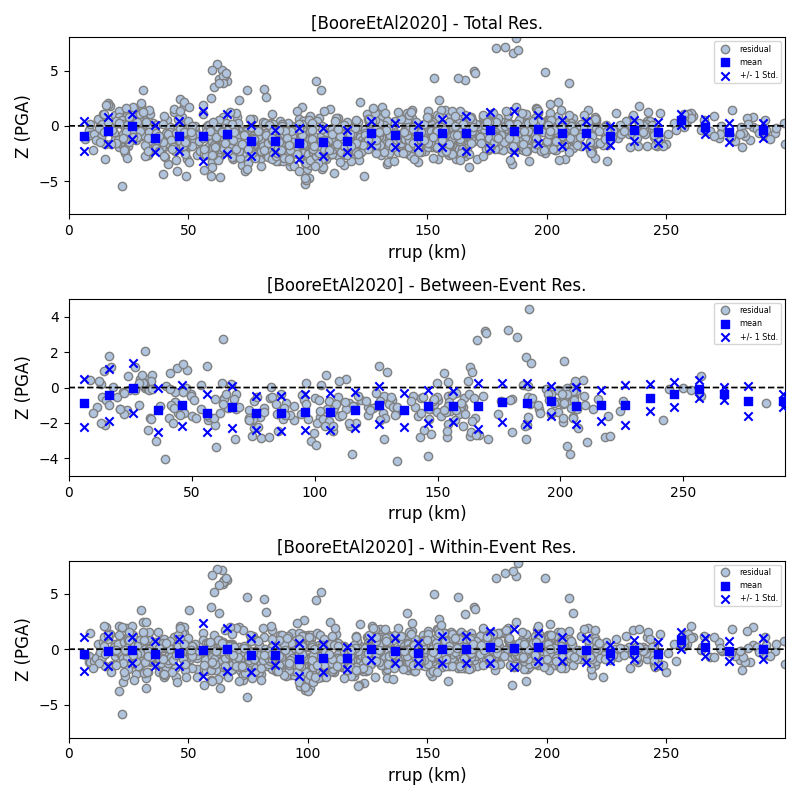 [BooreEtAl2020] - Total Res.
5
0
−5
Z (PGA)
residual
mean
+/- 1 Std.
0 50 100 150 200 250
rrup (km)
[BooreEtAl2020] - Between-Event Res.
4
2
0
−2
−4
Z (PGA)
residual
mean
+/- 1 Std.
0 50 100 150 200 250
rrup (km)
[BooreEtAl2020] - Within-Event Res.
5
0
−5
Z (PGA)
residual
mean
+/- 1 Std.
0 50 100 150 200 250
rrup (km)